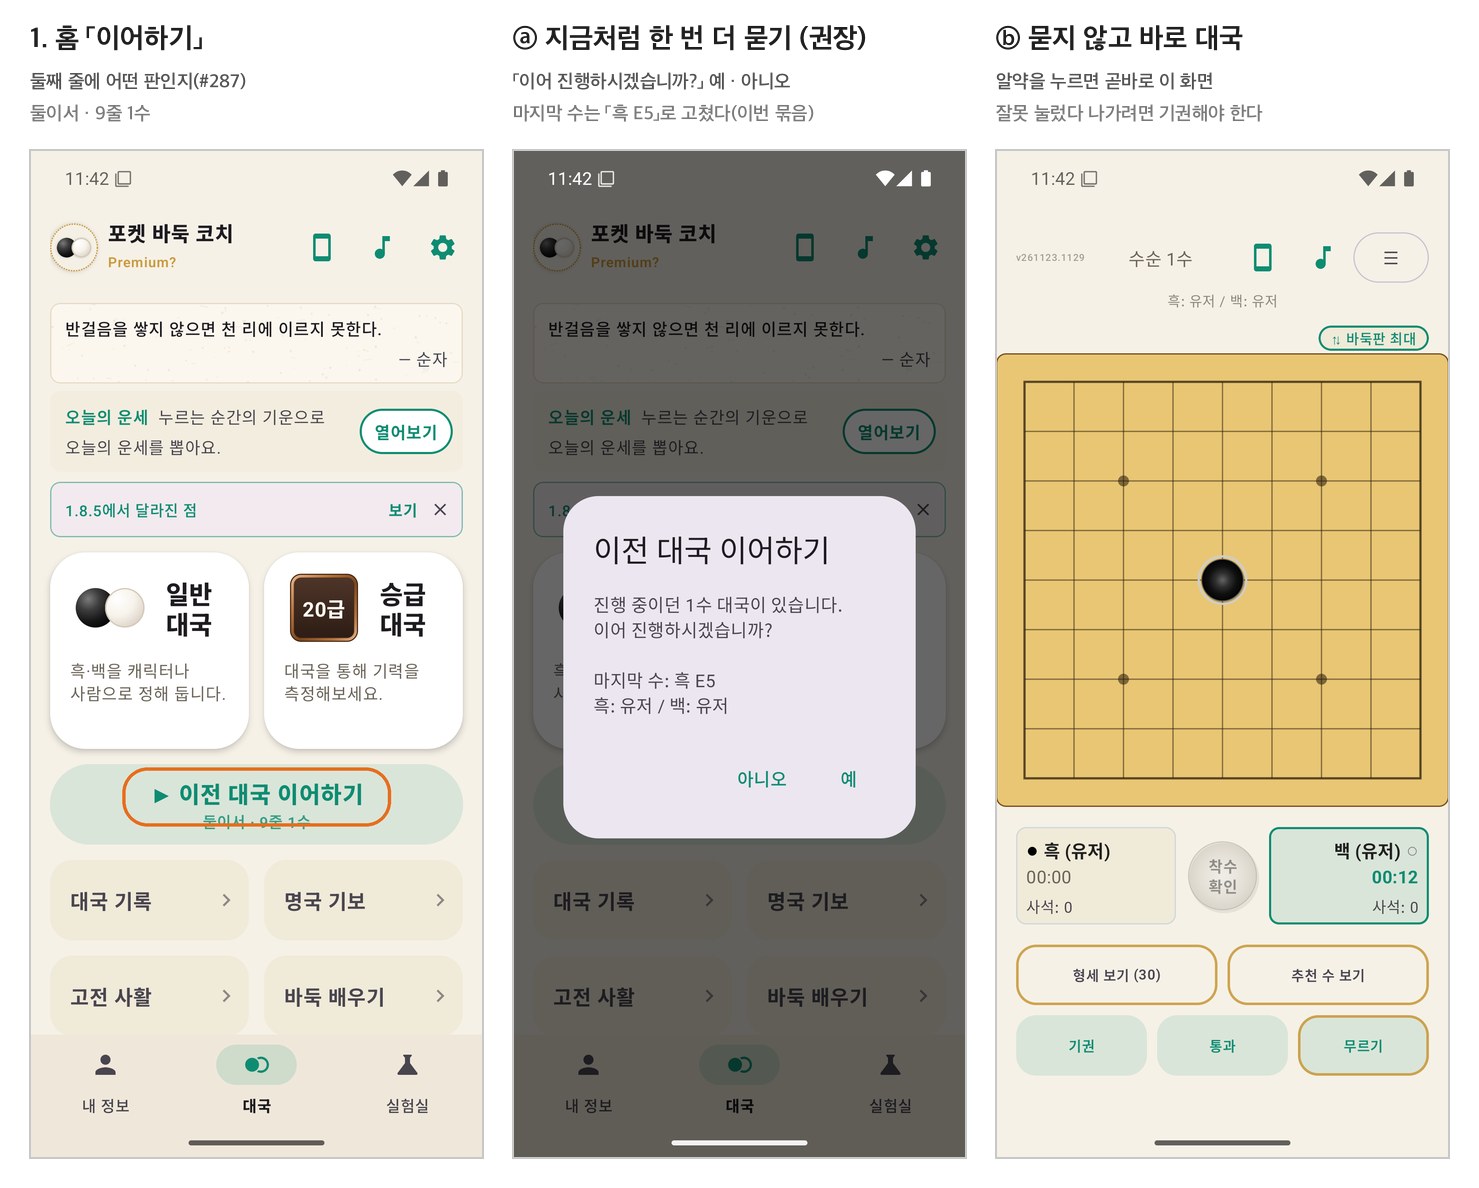 1. 홈 「이어하기」
둘째 줄에 어떤 판인지(#287)
둘이서 · 9줄 1수
11:42
포켓 바둑 코치
Premium?
반걸음을 쌓지 않으면 천 리에 이르지 못한다.
– 순자
오늘의 운세 누르는 순간의 기운으로
오늘의 운세를 뽑아요.
열어보기
1.8.5에서 달라진 점
보기
일반
대국
흑·백을 캐릭터나
사람으로 정해 둡니다.
20급
승급
대국
대국을 통해 기력을
측정해보세요.
이전 대국 이어하기
둘이서 · 9줄 1수
대국 기록
명국 기보
고전 사활
바둑 배우기
내 정보
대국
실험실
ⓐ 지금처럼 한 번 더 묻기 (권장)
「이어 진행하시겠습니까?」 예 · 아니오
마지막 수는 「흑 E5」로 고쳤다(이번 묶음)
11:42
포켓 바둑 코치
Premium?
반걸음을 쌓지 않으면 천 리에 이르지 못한다.
– 순자
오늘의 운세 누르는 순간의 기운으로
오늘의 운세를 뽑아요.
열어보기
1.8
이전 대국 이어하기
진행 중이던 1수 대국이 있습니다.
이어 진행하시겠습니까?
마지막 수: 흑 E5
흑: 유저 / 백: 유저
아니오
예
대국 기록
명국 기보
고전 사활
바둑 배우기
내 정보
대국
실험실
ⓑ 묻지 않고 바로 대국
알약을 누르면 곧바로 이 화면
잘못 눌렀다 나가려면 기권해야 한다
11:42
v261123.1129
수순 1수
흑: 유저 / 백: 유저
⇅ 바둑판 최대
● 흑 (유저)
00:00
사석: 0
착수
확인
백 (유저) ○
00:12
사석: 0
형세 보기 (30)
추천 수 보기
기권
통과
무르기